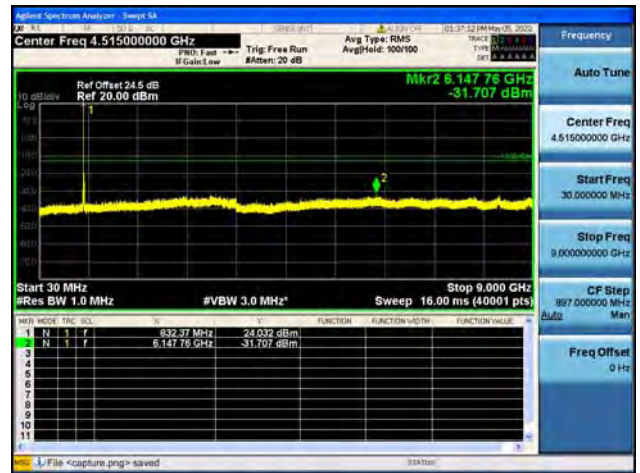 Agilent Spectrum Analyzer - Swept SA
01:37:12 PM May 05, 2022
Center Freq 4.515000000 GHz
PNO: Fast
IFGain:Low
Trig: Free Run
#Atten: 20 dB
Avg Type: RMS
Avg|Hold: 100/100
TRACE
TYPE
DET
Frequency
Ref Offset 24.5 dB
Ref 20.00 dBm
10 dB/div
Log
Mkr2 6.147 76 GHz
-31.707 dBm
1
2
Start 30 MHz
Stop 9.000 GHz
#Res BW 1.0 MHz
#VBW 3.0 MHz*
Sweep 16.00 ms (40001 pts)
MKR MODE TRC SCL X Y FUNCTION FUNCTION WIDTH FUNCTION VALUE
1 N 1 f 832.37 MHz 24.032 dBm
2 N 1 f 6.147 76 GHz -31.707 dBm
3
4
5
6
7
8
9
10
11
MSG File <capture.png> saved
STATUS
Auto Tune
Center Freq
4.515000000 GHz
Start Freq
30.000000 MHz
Stop Freq
9.000000000 GHz
CF Step
897.000000 MHz
Auto Man
Freq Offset
0 Hz